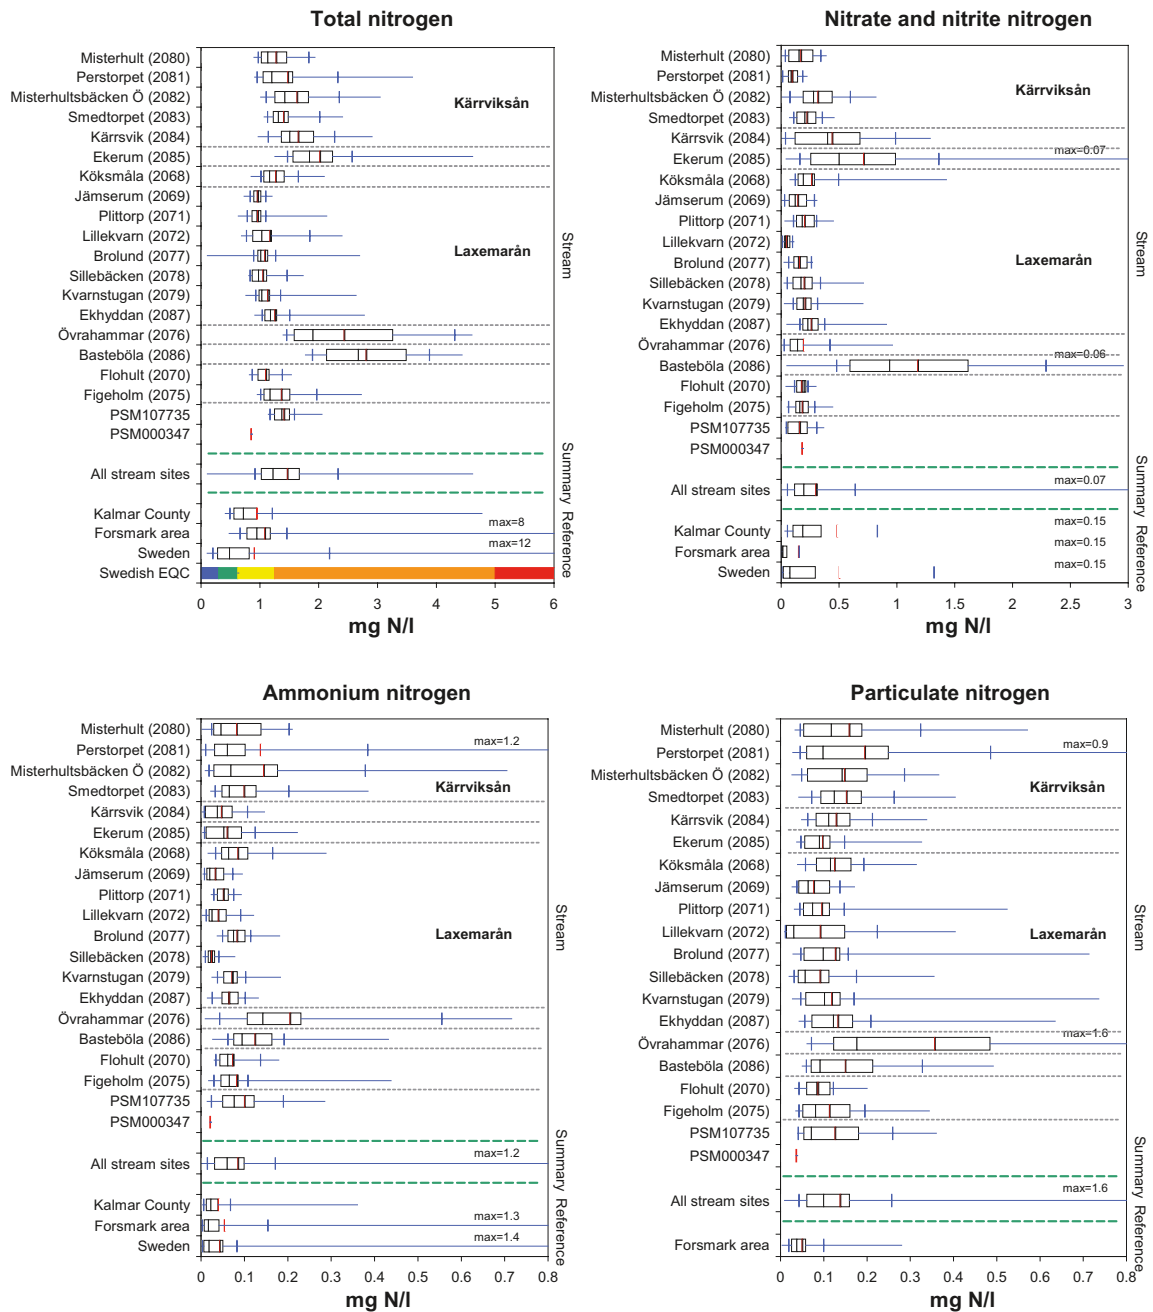 Total nitrogen
Misterhult (2080)
Perstorpet (2081)
Misterhultsbäcken Ö (2082)
Smedtorpet (2083)
Kärrsvik (2084)
Ekerum (2085)
Köksmåla (2068)
Jämserum (2069)
Plittorp (2071)
Lillekvarn (2072)
Brolund (2077)
Sillebäcken (2078)
Kvarnstugan (2079)
Ekhyddan (2087)
Övrahammar (2076)
Basteböla (2086)
Flohult (2070)
Figeholm (2075)
PSM107735
PSM000347
All stream sites
Kalmar County
Forsmark area
Sweden
Swedish EQC
Kärrviksån
Laxemarån
max=8
max=12
Stream
Summary
Reference
0 1 2 3 4 5 6
mg N/l
Nitrate and nitrite nitrogen
Misterhult (2080)
Perstorpet (2081)
Misterhultsbäcken Ö (2082)
Smedtorpet (2083)
Kärrsvik (2084)
Ekerum (2085)
Köksmåla (2068)
Jämserum (2069)
Plittorp (2071)
Lillekvarn (2072)
Brolund (2077)
Sillebäcken (2078)
Kvarnstugan (2079)
Ekhyddan (2087)
Övrahammar (2076)
Basteböla (2086)
Flohult (2070)
Figeholm (2075)
PSM107735
PSM000347
All stream sites
Kalmar County
Forsmark area
Sweden
Kärrviksån
max=0.07
Laxemarån
max=0.06
max=0.07
max=0.15
max=0.15
max=0.15
Stream
Summary
Reference
0 0.5 1 1.5 2 2.5 3
mg N/l
Ammonium nitrogen
Misterhult (2080)
Perstorpet (2081)
Misterhultsbäcken Ö (2082)
Smedtorpet (2083)
Kärrsvik (2084)
Ekerum (2085)
Köksmåla (2068)
Jämserum (2069)
Plittorp (2071)
Lillekvarn (2072)
Brolund (2077)
Sillebäcken (2078)
Kvarnstugan (2079)
Ekhyddan (2087)
Övrahammar (2076)
Basteböla (2086)
Flohult (2070)
Figeholm (2075)
PSM107735
PSM000347
All stream sites
Kalmar County
Forsmark area
Sweden
max=1.2
Kärrviksån
Laxemarån
max=1.2
max=1.3
max=1.4
Stream
Summary
Reference
0 0.1 0.2 0.3 0.4 0.5 0.6 0.7 0.8
mg N/l
Particulate nitrogen
Misterhult (2080)
Perstorpet (2081)
Misterhultsbäcken Ö (2082)
Smedtorpet (2083)
Kärrsvik (2084)
Ekerum (2085)
Köksmåla (2068)
Jämserum (2069)
Plittorp (2071)
Lillekvarn (2072)
Brolund (2077)
Sillebäcken (2078)
Kvarnstugan (2079)
Ekhyddan (2087)
Övrahammar (2076)
Basteböla (2086)
Flohult (2070)
Figeholm (2075)
PSM107735
PSM000347
All stream sites
Forsmark area
max=0.9
Kärrviksån
Laxemarån
max=1.6
max=1.6
Stream
Summary
Reference
0 0.1 0.2 0.3 0.4 0.5 0.6 0.7 0.8
mg N/l